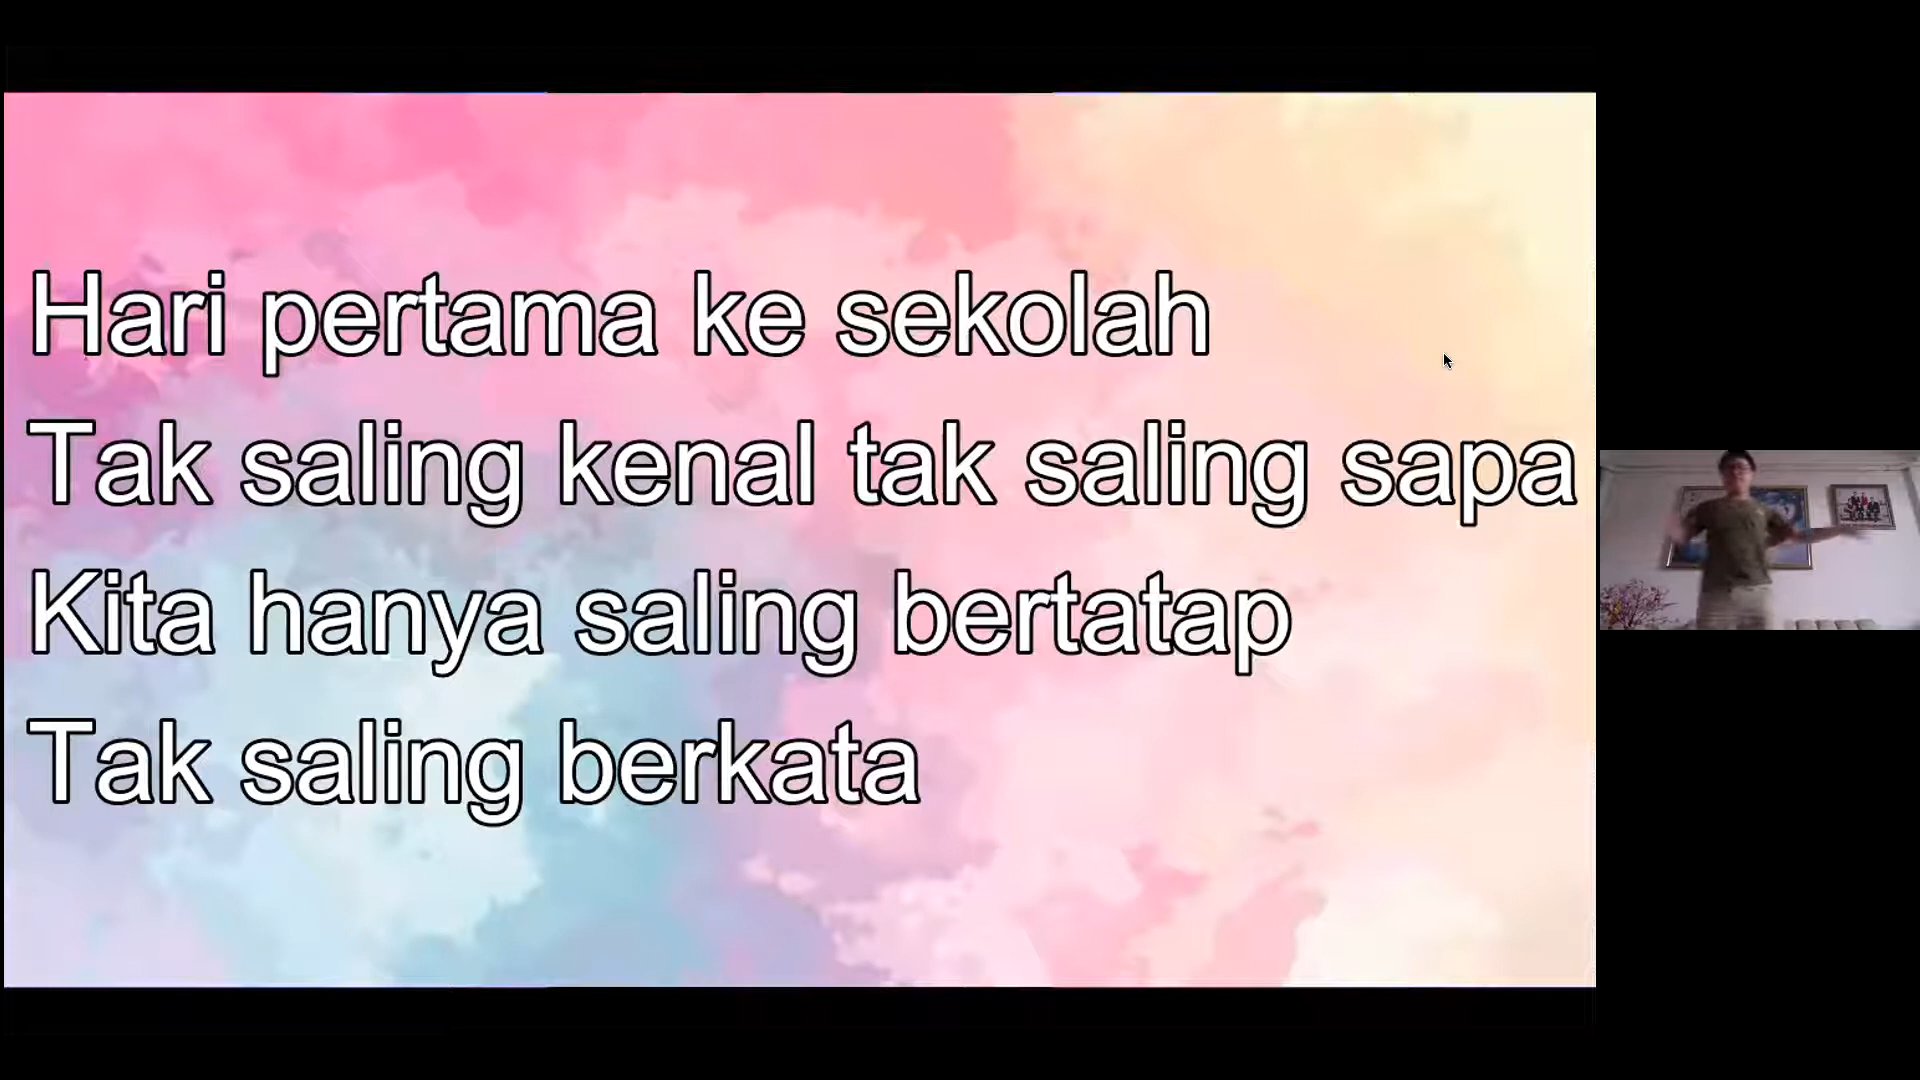 Hari pertama ke sekolah
Tak saling kenal tak saling sapa
Kita hanya saling bertatap
Tak saling berkata